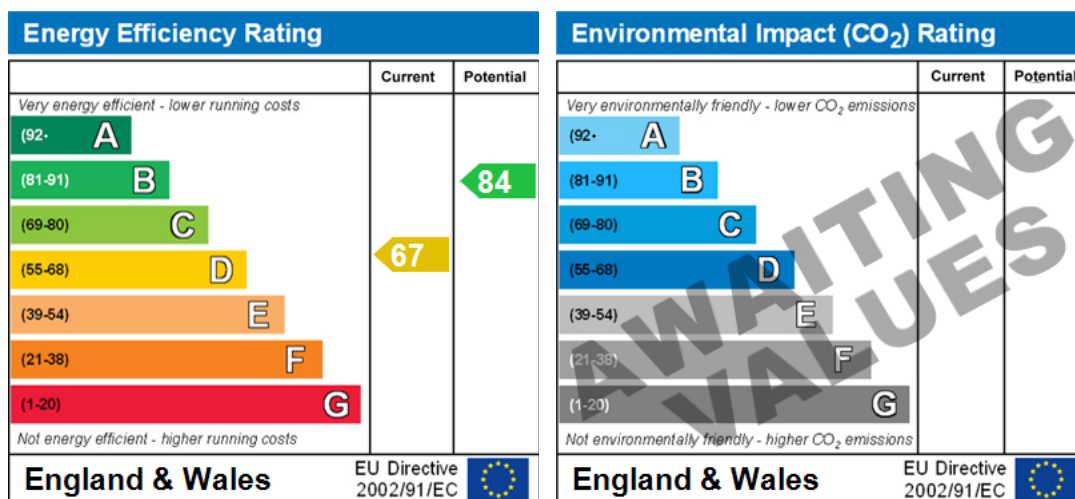 Energy Efficiency Rating
Current Potential
Very energy efficient - lower running costs
(92+ A
(81-91) B
84
(69-80) C
67
(55-68) D
(39-54) E
(21-38) F
(1-20) G
Not energy efficient - higher running costs
England & Wales
EU Directive
2002/91/EC
Environmental Impact (CO2) Rating
Current Potential
Very environmentally friendly - lower CO2 emissions
(92+ A
(81-91) B
(69-80) C
(55-68) D
(39-54) E
(21-38) F
(1-20) G
AWAITING
VALUES
Not environmentally friendly - higher CO2 emissions
England & Wales
EU Directive
2002/91/EC